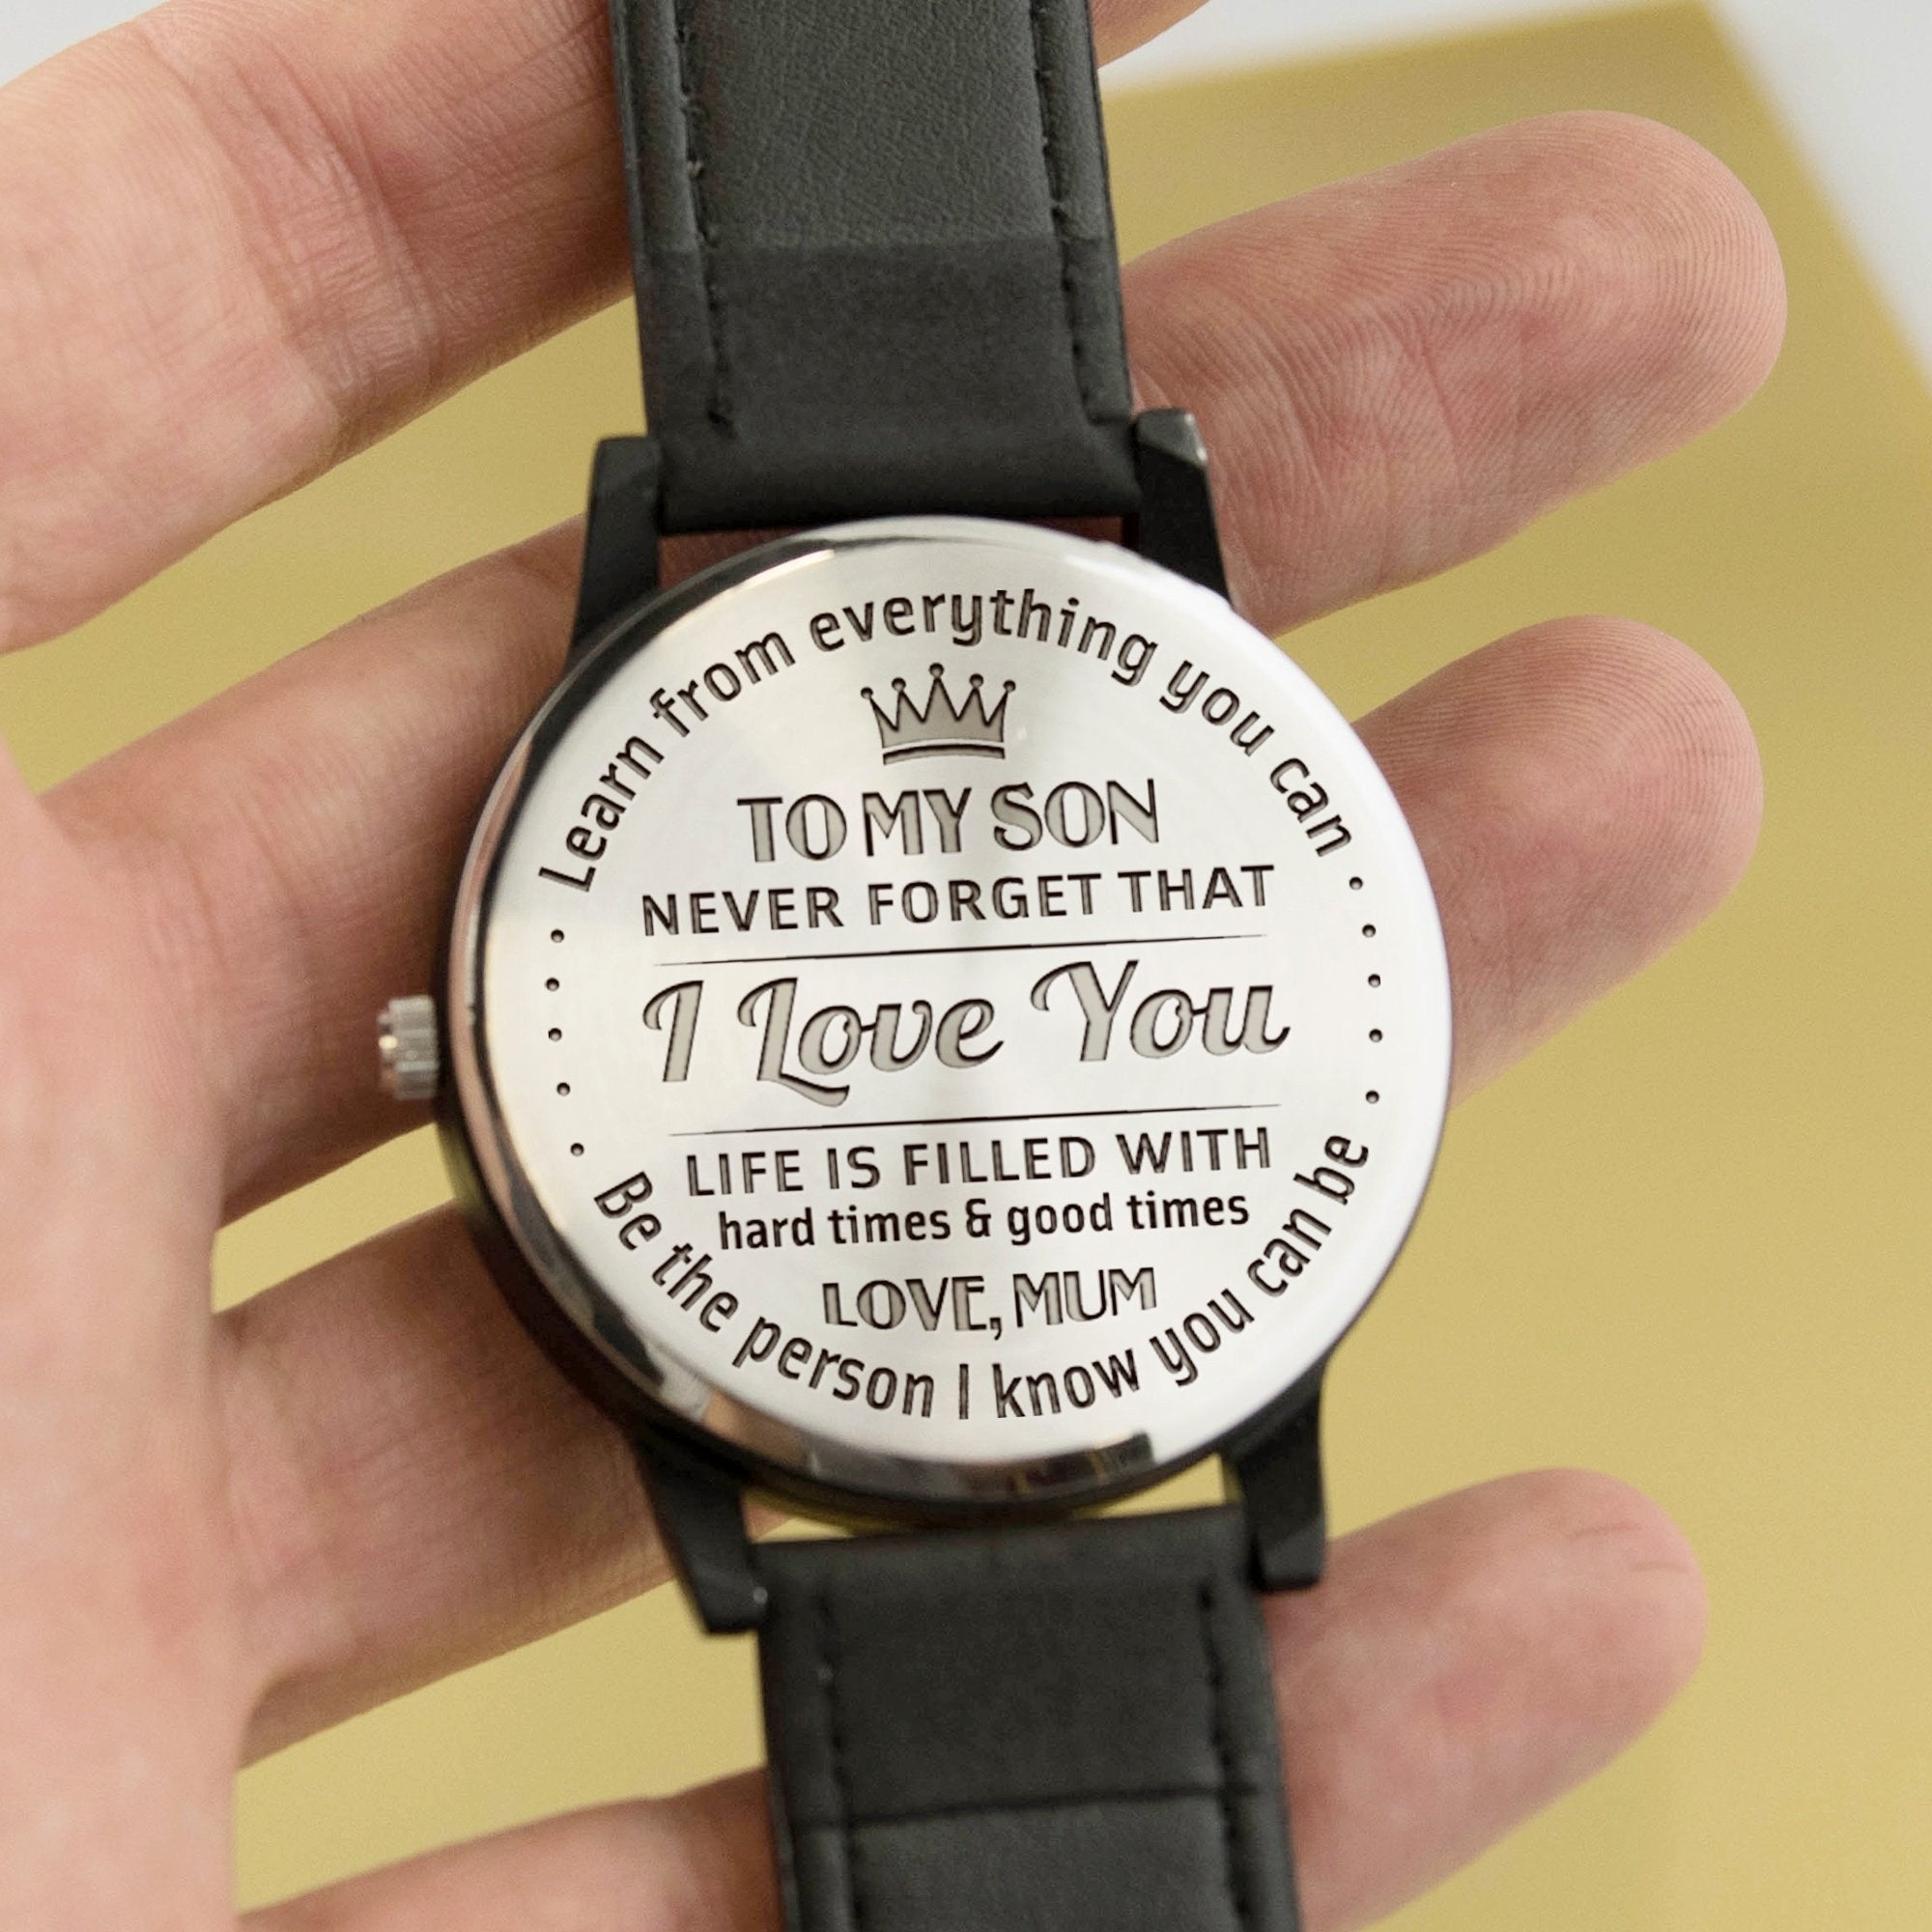 Learn from everything you can
TO MY SON
NEVER FORGET THAT
I Love You
LIFE IS FILLED WITH
hard times & good times
LOVE, MUM
Be the person I know you can be